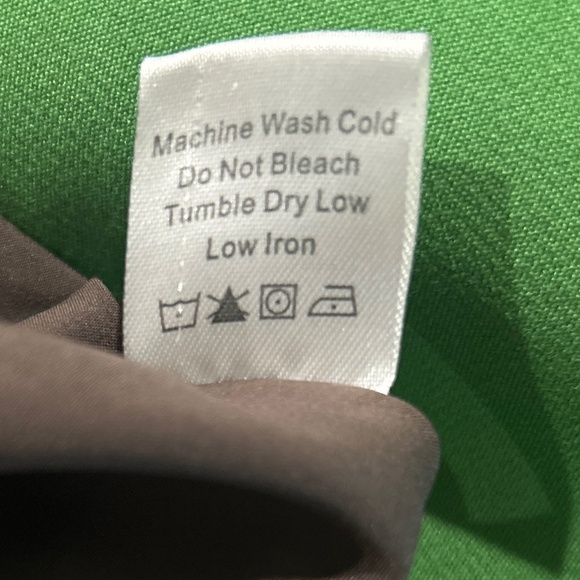 Machine Wash Cold
Do Not Bleach
Tumble Dry Low
Low Iron